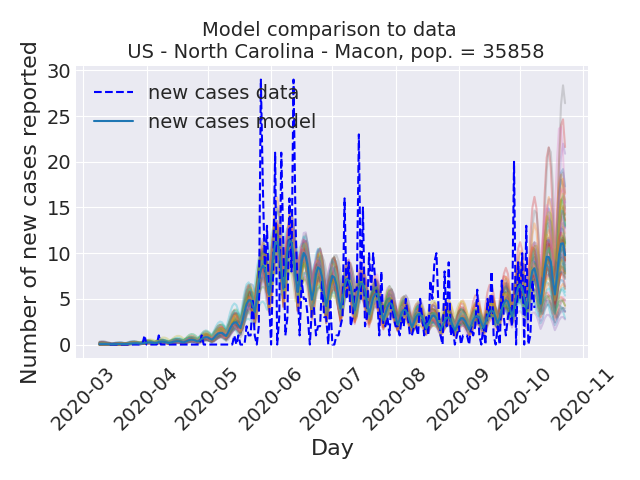 Model comparison to data
US - North Carolina - Macon, pop. = 35858
Number of new cases reported
30
25
20
15
10
5
0
new cases data
new cases model
2020-03
2020-04
2020-05
2020-06
2020-07
2020-08
2020-09
2020-10
2020-11
Day